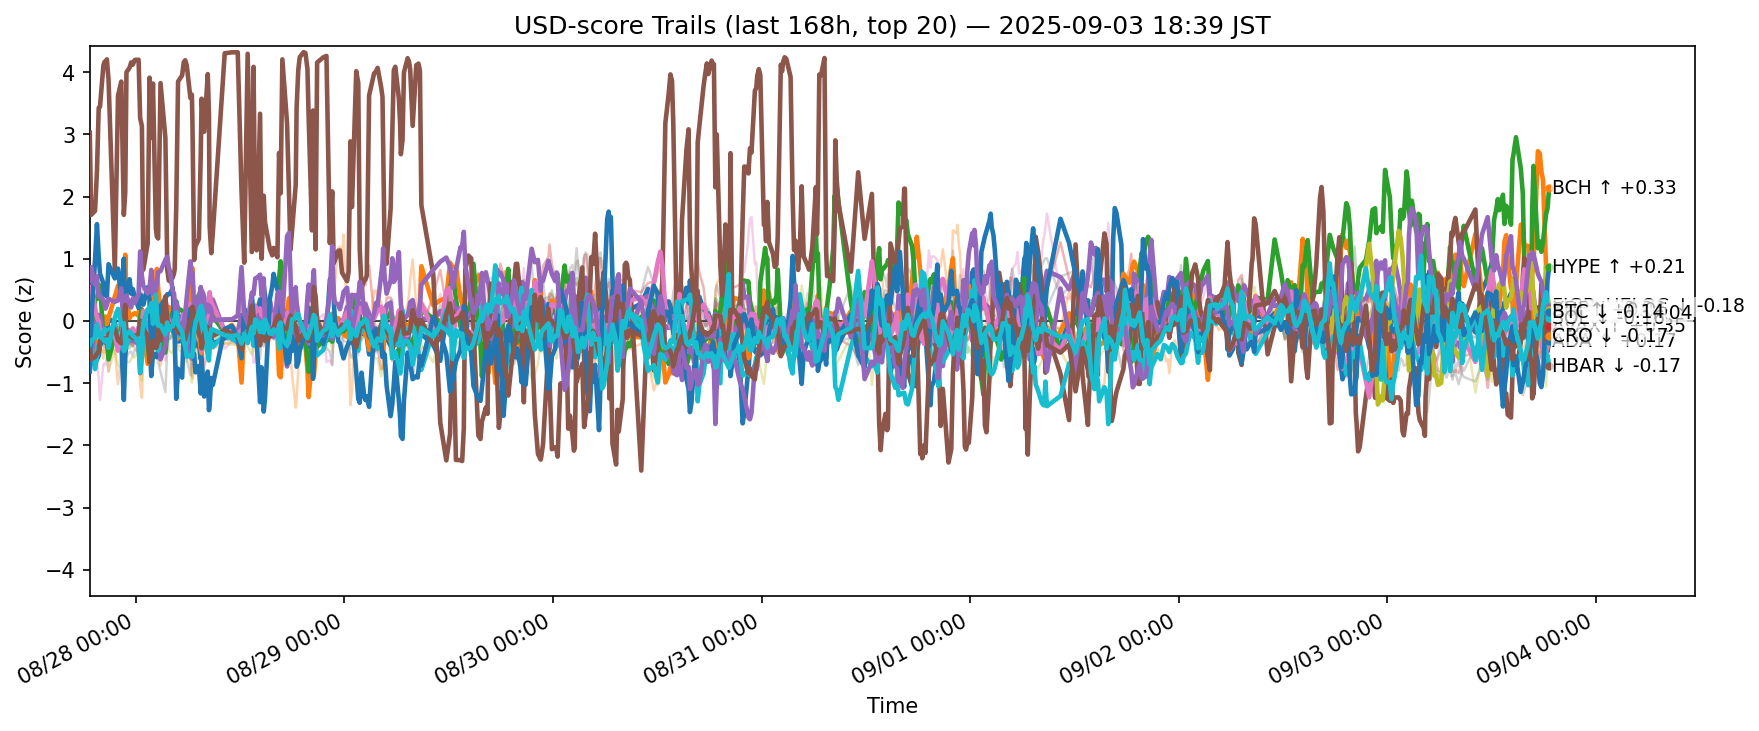 USD-score Trails (last 168h, top 20) — 2025-09-03 18:39 JST
Score (z)
4
3
2
1
0
−1
−2
−3
−4
BCH ↑ +0.33
HYPE ↑ +0.21
-0.18
BTC ↓ -0.14
CRO ↓ -0.17
HBAR ↓ -0.17
08/28 00:00
08/29 00:00
08/30 00:00
08/31 00:00
09/01 00:00
09/02 00:00
09/03 00:00
09/04 00:00
Time